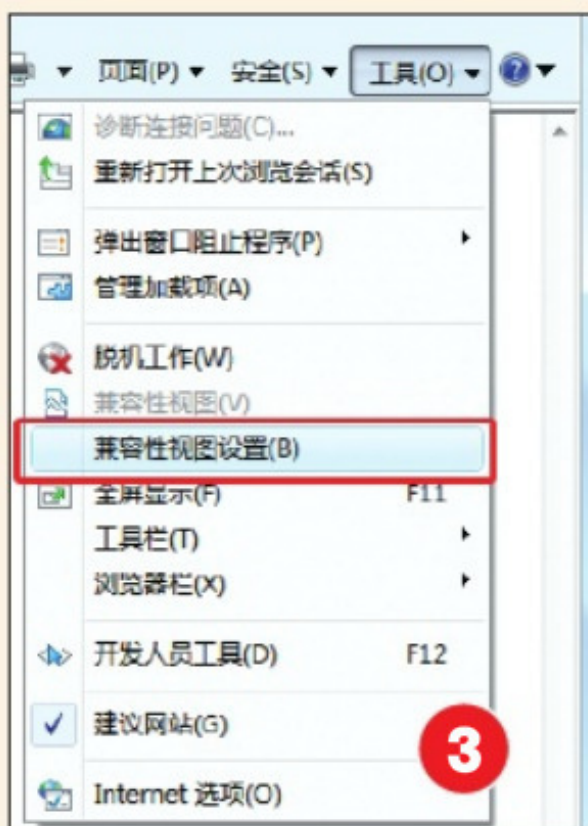 页面(P) 安全(S) 工具(O)
诊断连接问题(C)...
重新打开上次浏览会话(S)
弹出窗口阻止程序(P)
管理加载项(A)
脱机工作(W)
兼容性视图(V)
兼容性视图设置(B)
全屏显示(F) F11
工具栏(T)
浏览器栏(X)
开发人员工具(D) F12
建议网站(G)
3
Internet 选项(O)